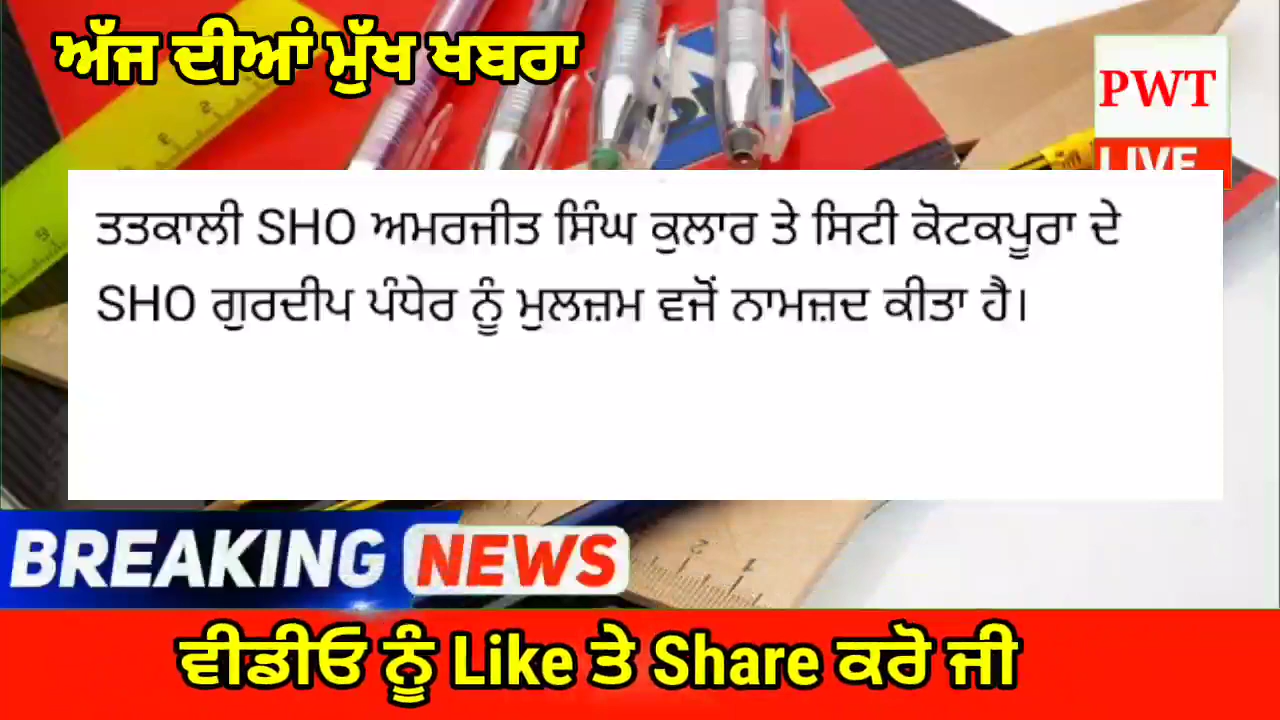 ਅੱਜ ਦੀਆਂ ਮੁੱਖ ਖਬਰਾ
PWT
LIVE
ਤਤਕਾਲੀ SHO ਅਮਰਜੀਤ ਸਿੰਘ ਕੁਲਾਰ ਤੇ ਸਿਟੀ ਕੋਟਕਪੂਰਾ ਦੇ
SHO ਗੁਰਦੀਪ ਪੰਧੇਰ ਨੂੰ ਮੁਲਜ਼ਮ ਵਜੋਂ ਨਾਮਜ਼ਦ ਕੀਤਾ ਹੈ।
BREAKING NEWS
ਵੀਡੀਓ ਨੂੰ Like ਤੇ Share ਕਰੋ ਜੀ